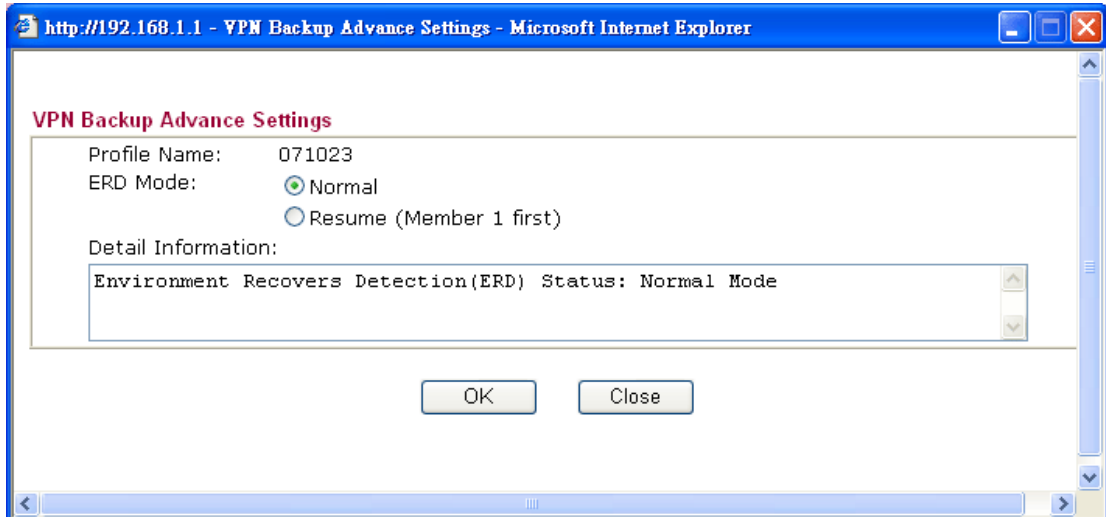 http://192.168.1.1 - VPN Backup Advance Settings - Microsoft Internet Explorer
VPN Backup Advance Settings
Profile Name: 071023
ERD Mode: Normal
Resume (Member 1 first)
Detail Information:
Environment Recovers Detection(ERD) Status: Normal Mode
OK Close